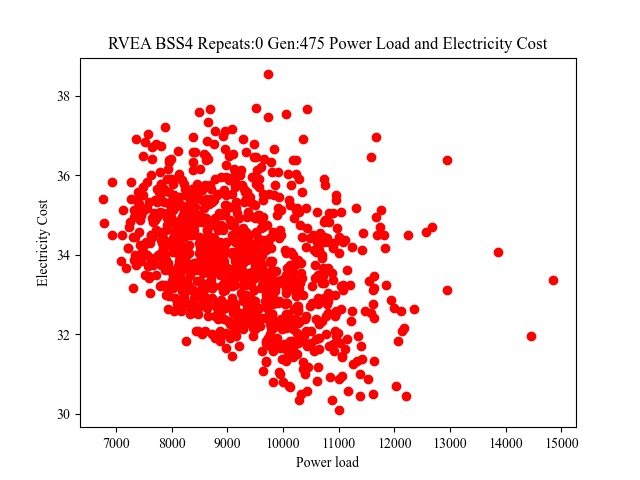 RVEA BSS4 Repeats:0 Gen:475 Power Load and Electricity Cost
Electricity Cost
38
36
34
32
30
7000 8000 9000 10000 11000 12000 13000 14000 15000
Power load